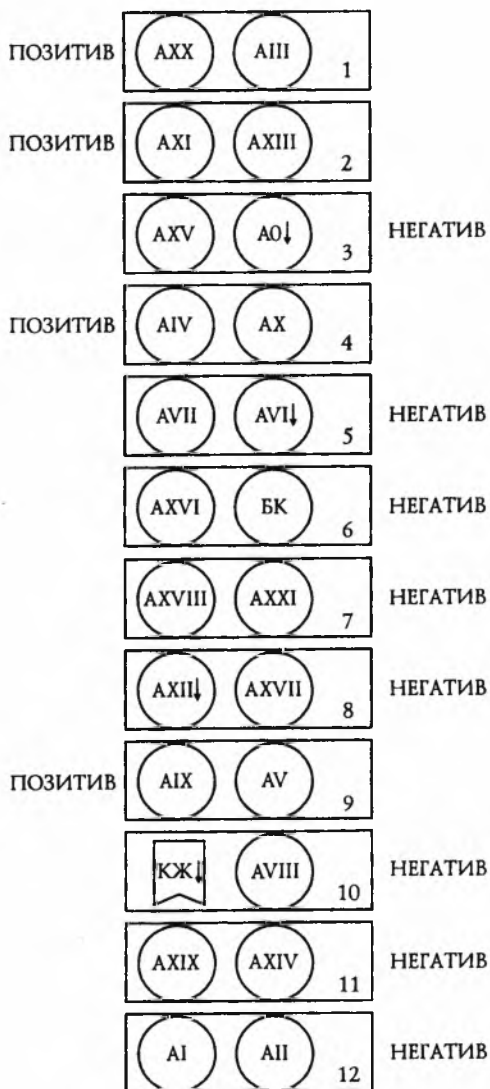 ПОЗИТИВ AXX AIII 1
ПОЗИТИВ AXI AXIII 2
AXV A0↓ 3 НЕГАТИВ
ПОЗИТИВ AIV AX 4
AVII AVI↓ 5 НЕГАТИВ
AXVI БК 6 НЕГАТИВ
AXVIII AXXI 7 НЕГАТИВ
AXII↓ AXVII 8 НЕГАТИВ
ПОЗИТИВ AIX AV 9
КЖ↓ AVIII 10 НЕГАТИВ
AXIX AXIV 11 НЕГАТИВ
AI AII 12 НЕГАТИВ